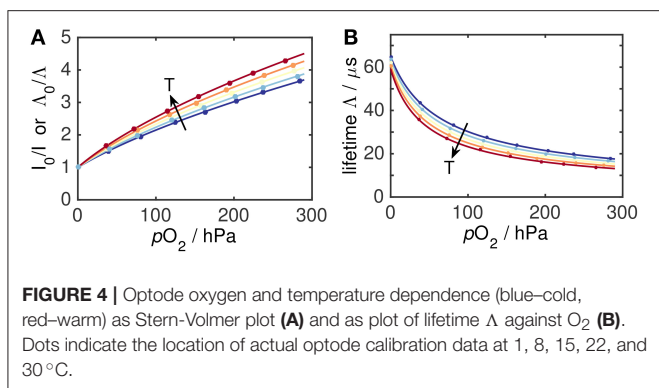 A
5
4
3
2
1
0
I₀/I or Λ₀/Λ
T
0
100
200
300
pO₂ / hPa
B
60
40
20
0
lifetime Λ / μs
T
0
100
200
300
pO₂ / hPa
FIGURE 4 | Optode oxygen and temperature dependence (blue–cold,
red–warm) as Stern-Volmer plot (A) and as plot of lifetime Λ against O₂ (B).
Dots indicate the location of actual optode calibration data at 1, 8, 15, 22, and
30 °C.